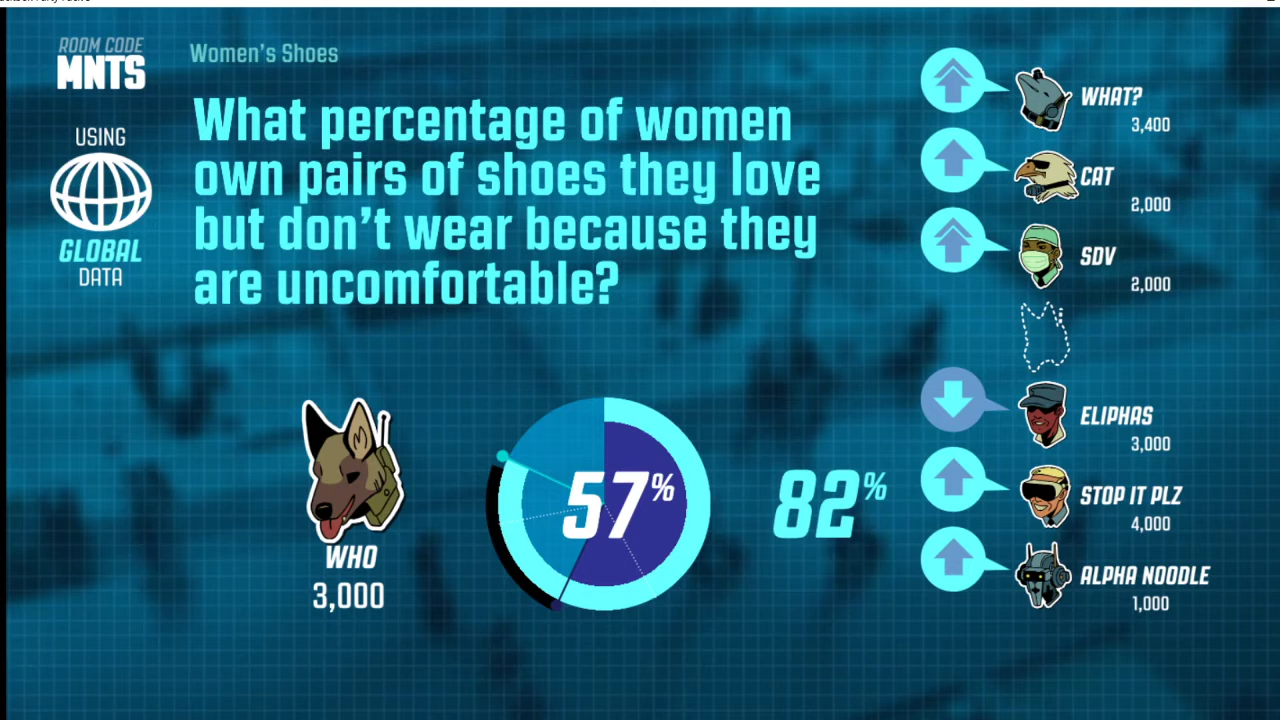 ROOM CODE
MNTS
USING
GLOBAL
DATA
Women's Shoes
What percentage of women
own pairs of shoes they love
but don't wear because they
are uncomfortable?
WHO
3,000
57%
82%
WHAT?
3,400
CAT
2,000
SDV
2,000
ELIPHAS
3,000
STOP IT PLZ
4,000
ALPHA NOODLE
1,000